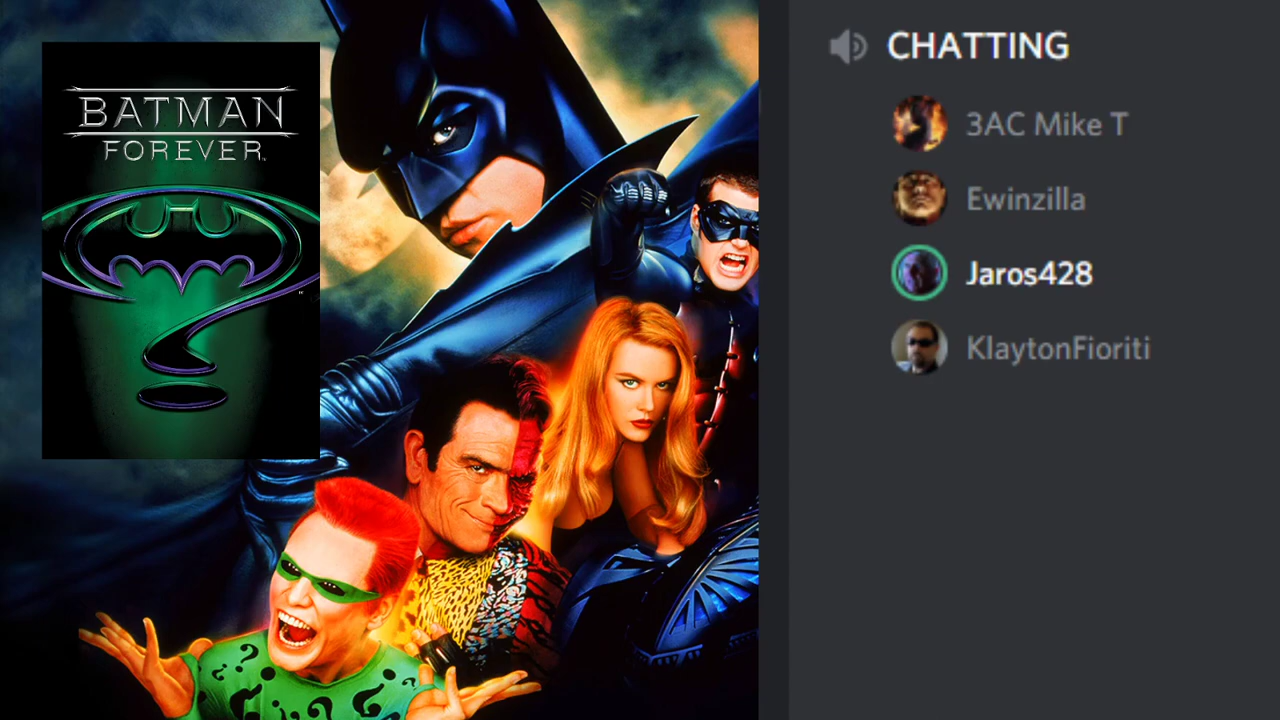 BATMAN
FOREVER
CHATTING
3AC Mike T
Ewinzilla
Jaros428
KlaytonFioriti